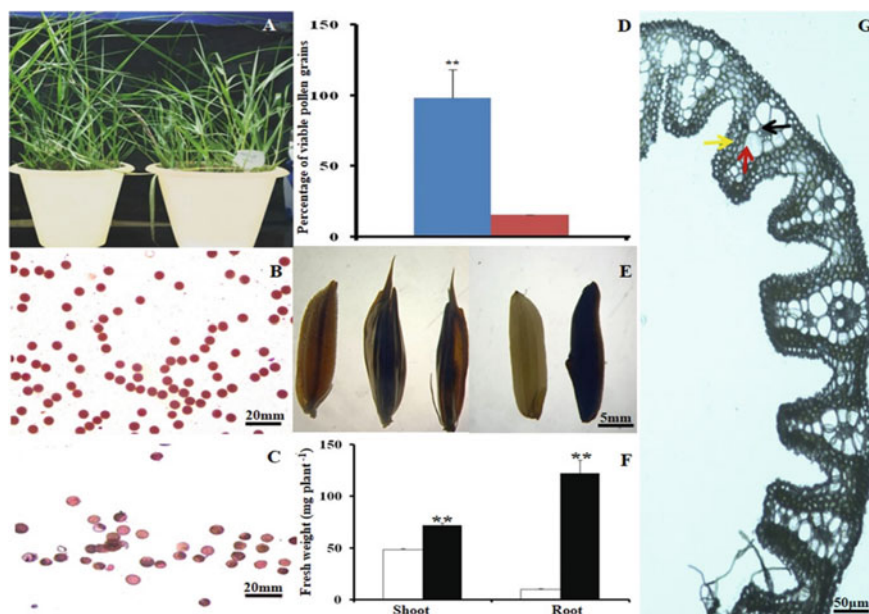 A
B
20mm
C
20mm
D
Percentage of viable pollen grains
150
100
50
0
**
E
5mm
F
Fresh weight (mg plant⁻¹)
150
100
50
0
**
**
Shoot
Root
G
50µm